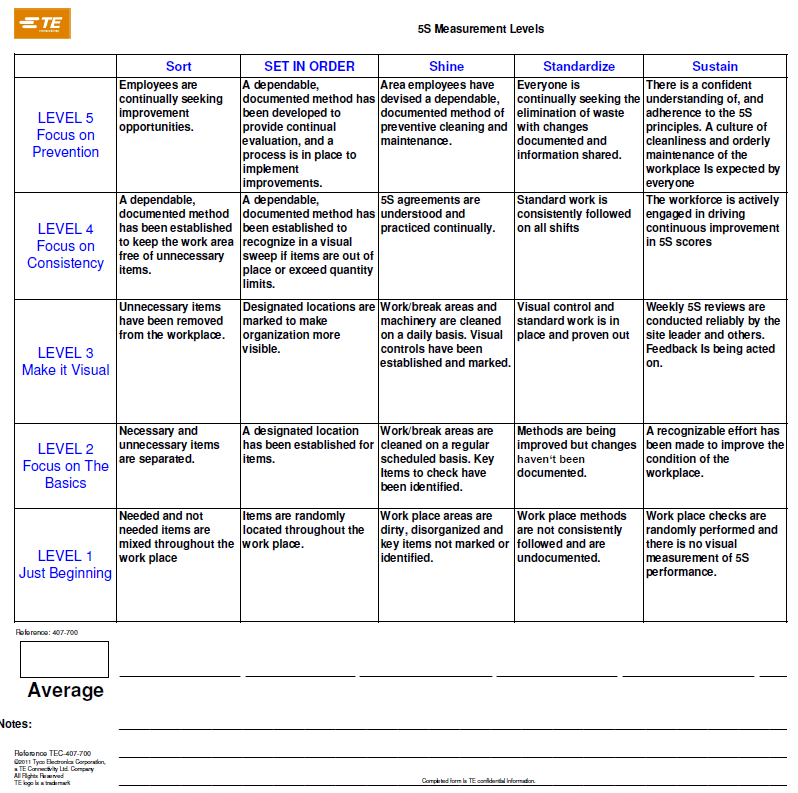 TE
connectivity
5S Measurement Levels
Sort
SET IN ORDER
Shine
Standardize
Sustain
LEVEL 5
Focus on
Prevention
Employees are
continually seeking
improvement
opportunities.
A dependable,
documented method has
been developed to
provide continual
evaluation, and a
process is in place to
implement
improvements.
Area employees have
devised a dependable,
documented method of
preventive cleaning and
maintenance.
Everyone is
continually seeking the
elimination of waste
with changes
documented and
information shared.
There is a confident
understanding of, and
adherence to the 5S
principles. A culture of
cleanliness and orderly
maintenance of the
workplace Is expected by
everyone
LEVEL 4
Focus on
Consistency
A dependable,
documented method
has been established
to keep the work area
free of unnecessary
items.
A dependable,
documented method has
been established to
recognize in a visual
sweep if items are out of
place or exceed quantity
limits.
5S agreements are
understood and
practiced continually.
Standard work is
consistently followed
on all shifts
The workforce is actively
engaged in driving
continuous improvement
in 5S scores
LEVEL 3
Make it Visual
Unnecessary items
have been removed
from the workplace.
Designated locations are
marked to make
organization more
visible.
Work/break areas and
machinery are cleaned
on a daily basis. Visual
controls have been
established and marked.
Visual control and
standard work is in
place and proven out
Weekly 5S reviews are
conducted reliably by the
site leader and others.
Feedback Is being acted
on.
LEVEL 2
Focus on The
Basics
Necessary and
unnecessary items
are separated.
A designated location
has been established for
items.
Work/break areas are
cleaned on a regular
scheduled basis. Key
Items to check have
been identified.
Methods are being
improved but changes
haven't been
documented.
A recognizable effort has
been made to improve the
condition of the
workplace.
LEVEL 1
Just Beginning
Needed and not
needed items are
mixed throughout the
work place
Items are randomly
located throughout the
work place.
Work place areas are
dirty, disorganized and
key items not marked or
identified.
Work place methods
are not consistently
followed and are
undocumented.
Work place checks are
randomly performed and
there is no visual
measurement of 5S
performance.
Reference: 407-700
Average
Notes:
Reference TEC-407-700
©2011 Tyco Electronics Corporation,
a TE Connectivity Ltd. Company
All Rights Reserved
TE logo is a trademark
Completed form is TE confidential information.